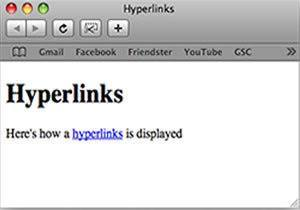 Hyperlinks
Gmail Facebook Friendster YouTube GSC »
Hyperlinks
Here's how a hyperlinks is displayed